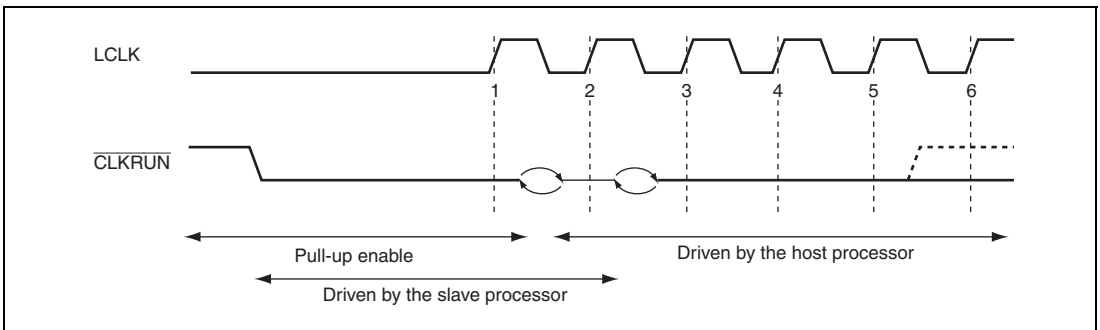 LCLK
1 2 3 4 5 6
CLKRUN
Pull-up enable
Driven by the host processor
Driven by the slave processor